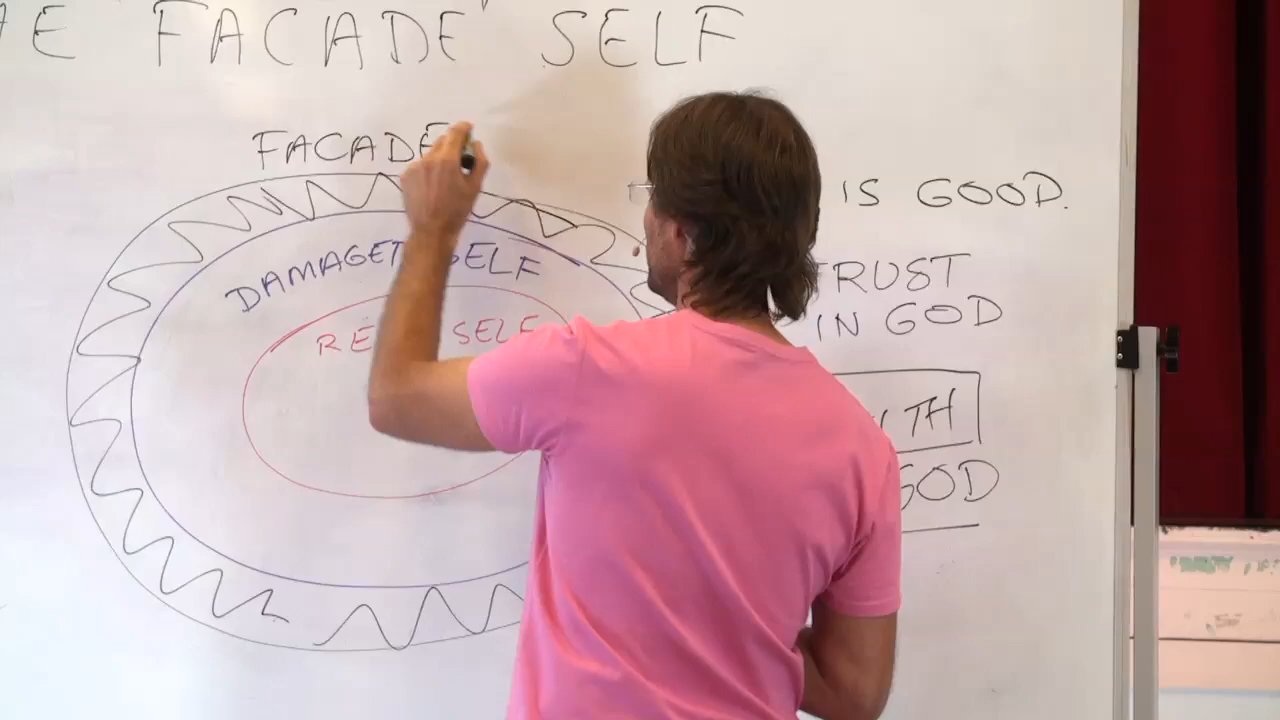 'FACADE' SELF
FACADE
IS GOOD.
DAMAGED SELF
TRUST
IN GOD
SELF
GOD